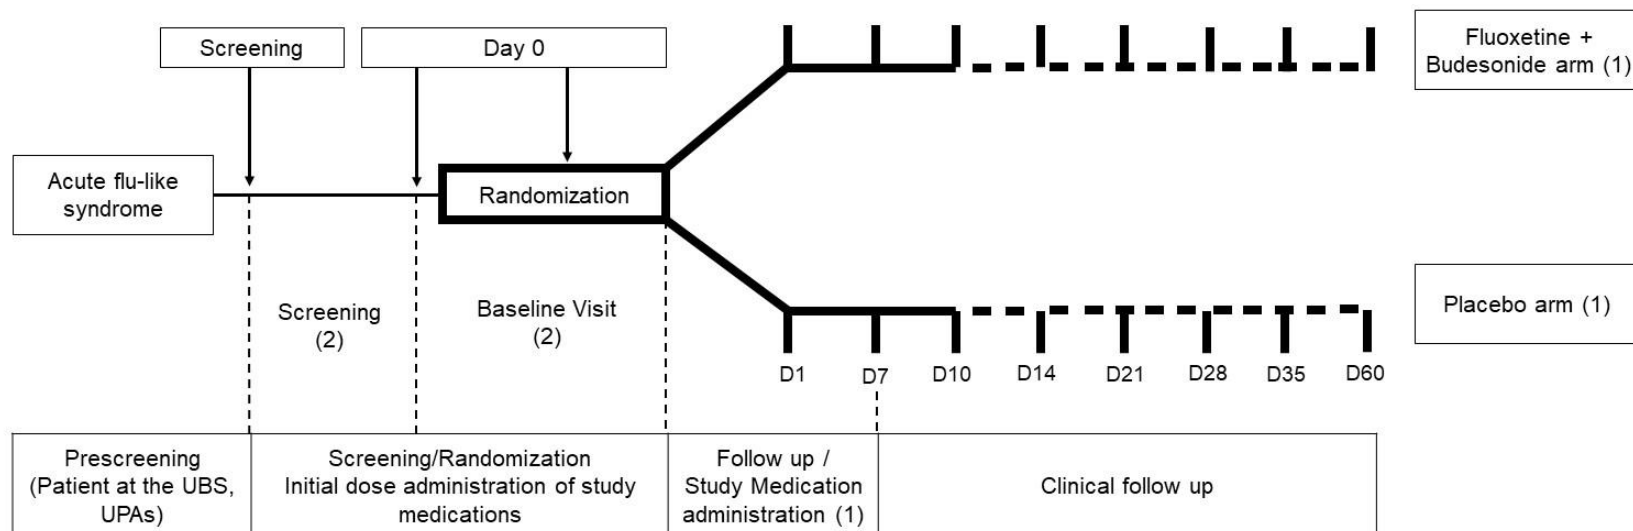 Screening
Day 0
Fluoxetine +
Budesonide arm (1)
Acute flu-like
syndrome
Randomization
Screening
(2)
Baseline Visit
(2)
Placebo arm (1)
D1
D7
D10
D14
D21
D28
D35
D60
Prescreening
(Patient at the UBS,
UPAs)
Screening/Randomization
Initial dose administration of study
medications
Follow up /
Study Medication
administration (1)
Clinical follow up